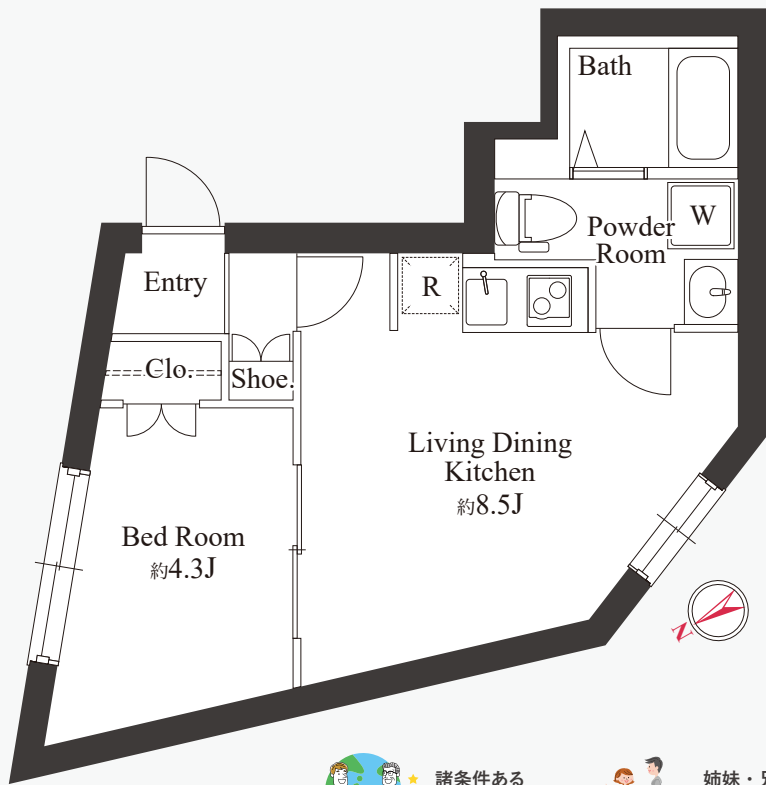 Bath
W
Powder
Room
Entry
R
Clo.
Shoe.
Living Dining
Kitchen
約8.5J
Bed Room
約4.3J
N
諸条件ある